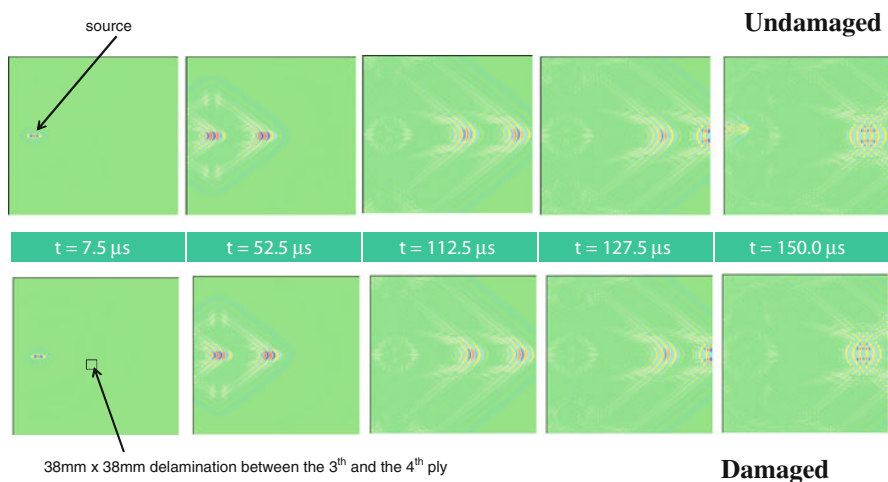 source
Undamaged
t = 7.5 µs
t = 52.5 µs
t = 112.5 µs
t = 127.5 µs
t = 150.0 µs
38mm x 38mm delamination between the 3th and the 4th ply
Damaged